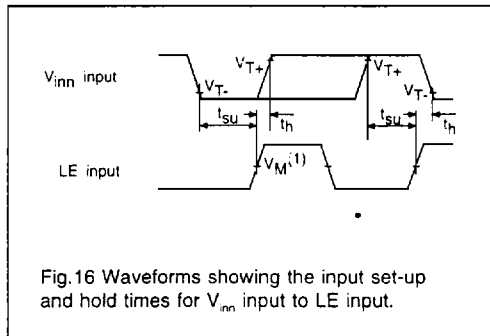 V_inn input
V_T+
V_T+
V_T-
V_T-
t_su
t_h
t_su
t_h
LE input
V_M (1)
Fig.16 Waveforms showing the input set-up
and hold times for V_inn input to LE input.